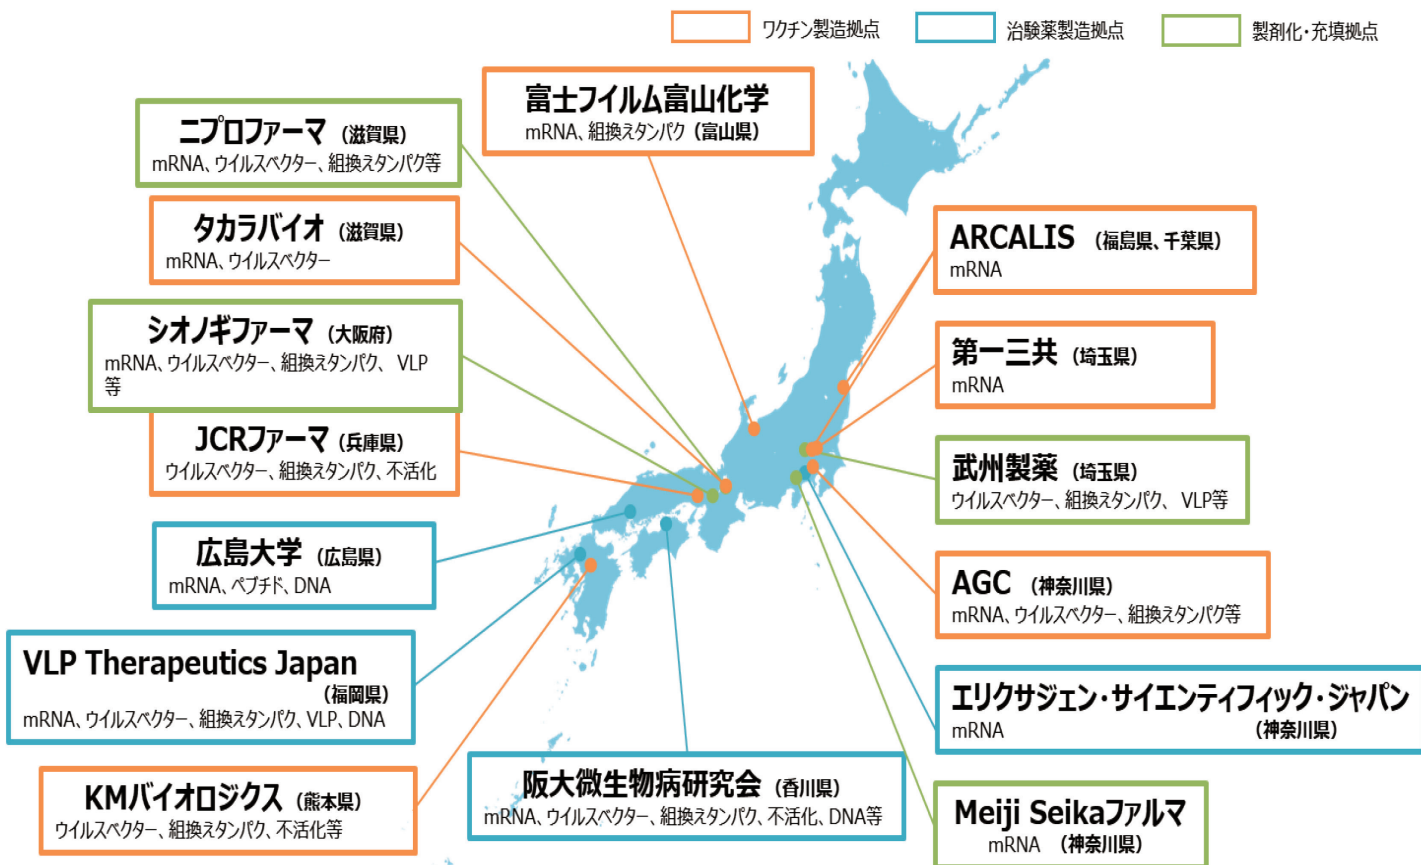 ワクチン製造拠点
治験薬製造拠点
製剤化・充填拠点
富士フイルム富山化学
mRNA、組換えタンパク（富山県）
ニプロファーマ（滋賀県）
mRNA、ウイルスベクター、組換えタンパク等
タカラバイオ（滋賀県）
mRNA、ウイルスベクター
シオノギファーマ（大阪府）
mRNA、ウイルスベクター、組換えタンパク、 VLP
等
JCRファーマ（兵庫県）
ウイルスベクター、組換えタンパク、不活化
広島大学（広島県）
mRNA、ペプチド、DNA
VLP Therapeutics Japan
（福岡県）
mRNA、ウイルスベクター、組換えタンパク、VLP、DNA
KMバイオロジクス（熊本県）
ウイルスベクター、組換えタンパク、不活化等
阪大微生物病研究会（香川県）
mRNA、ウイルスベクター、組換えタンパク、不活化、DNA等
ARCALIS（福島県、千葉県）
mRNA
第一三共（埼玉県）
mRNA
武州製薬（埼玉県）
ウイルスベクター、組換えタンパク、 VLP等
AGC（神奈川県）
mRNA、ウイルスベクター、組換えタンパク等
エリクサジェン・サイエンティフィック・ジャパン
mRNA（神奈川県）
Meiji Seikaファルマ
mRNA（神奈川県）